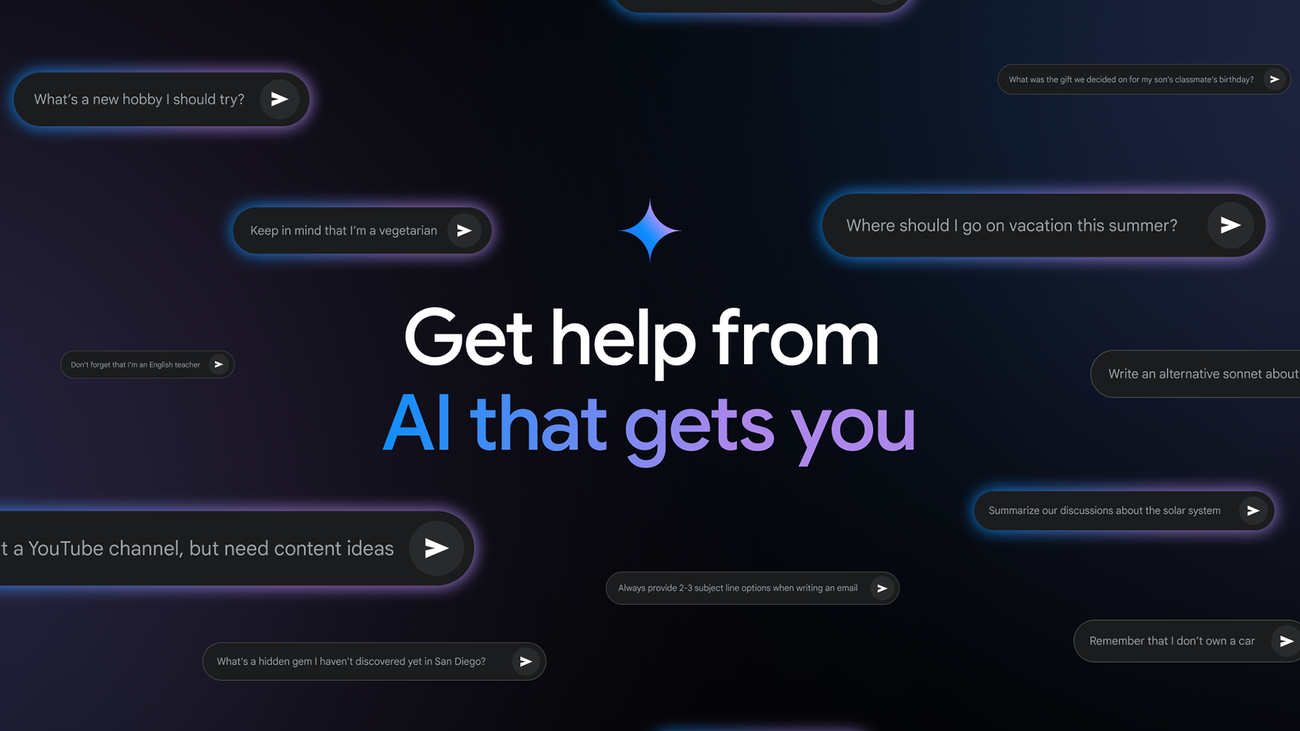 What was the gift we decided on for my son's classmate's birthday?
What's a new hobby I should try?
Where should I go on vacation this summer?
Keep in mind that I'm a vegetarian
Get help from
AI that gets you
Don't forget that I'm an English teacher
Write an alternative sonnet about
Summarize our discussions about the solar system
t a YouTube channel, but need content ideas
Always provide 2-3 subject line options when writing an email
Remember that I don't own a car
What's a hidden gem I haven't discovered yet in San Diego?